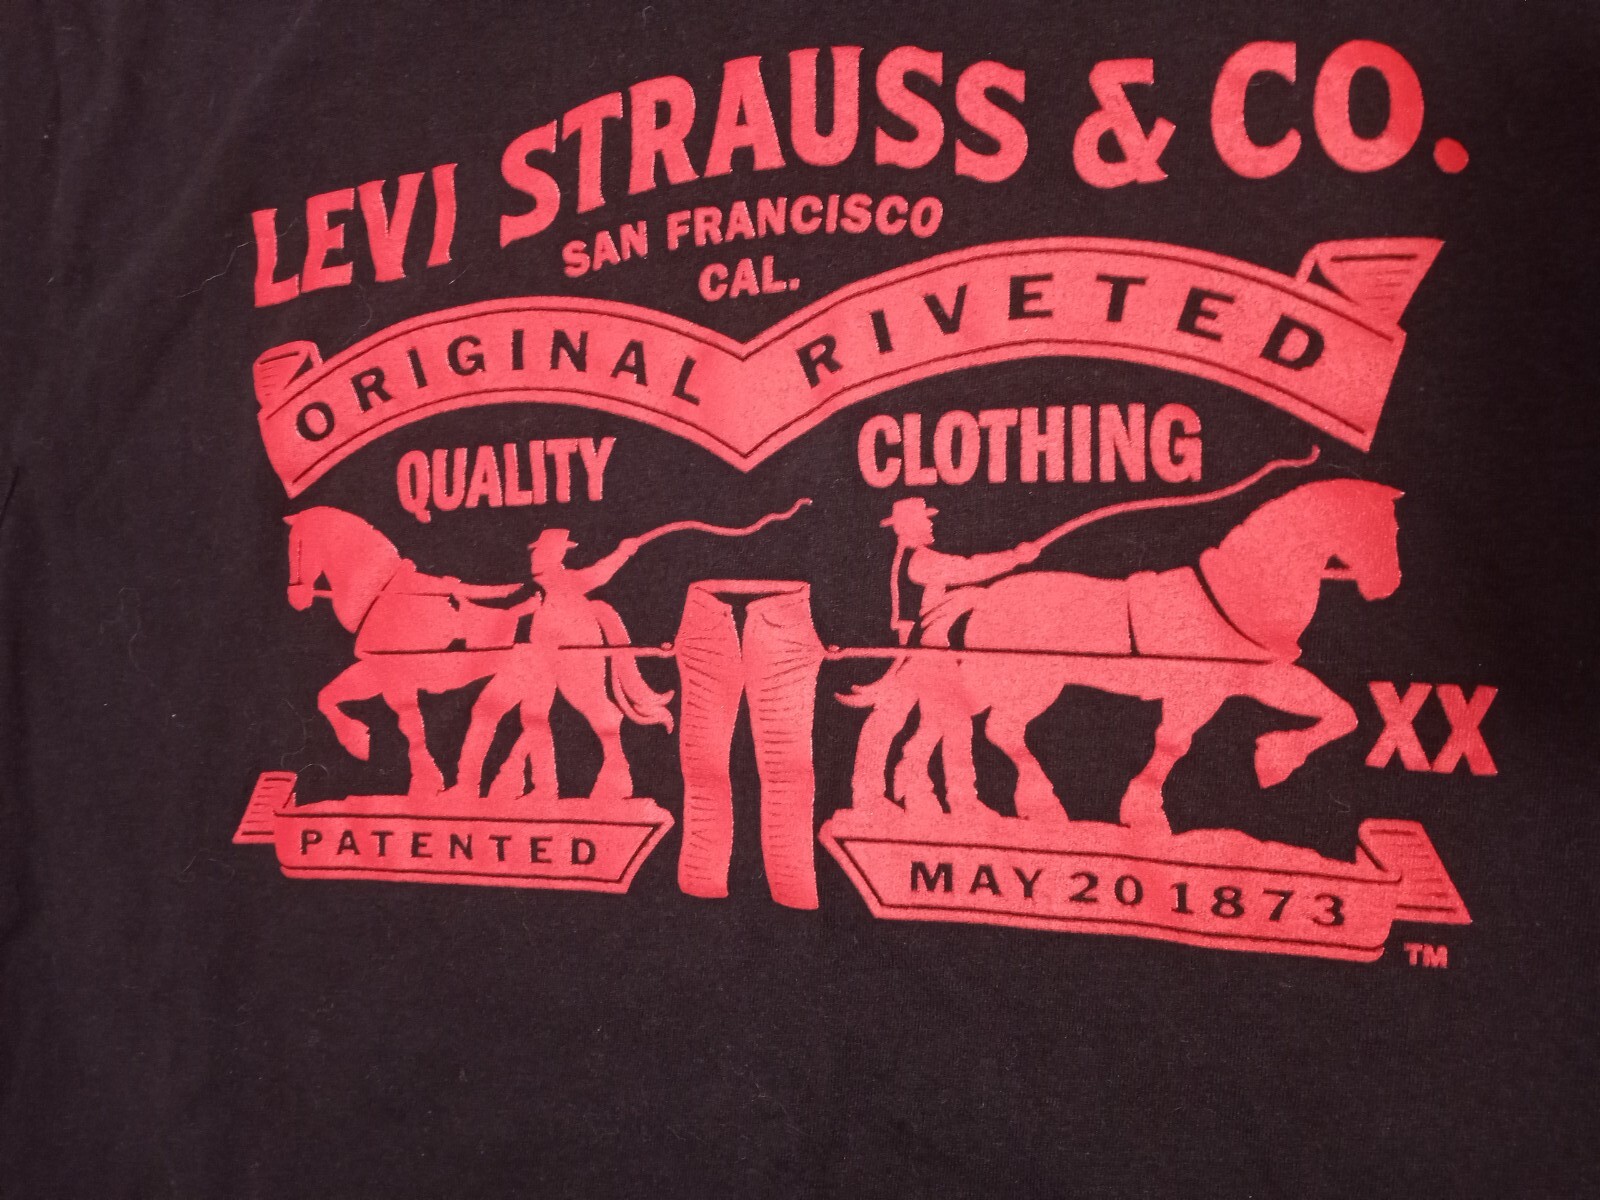 LEVI STRAUSS & CO.
SAN FRANCISCO
CAL.
ORIGINAL RIVETED
QUALITY CLOTHING
XX
PATENTED MAY 20 1873
TM